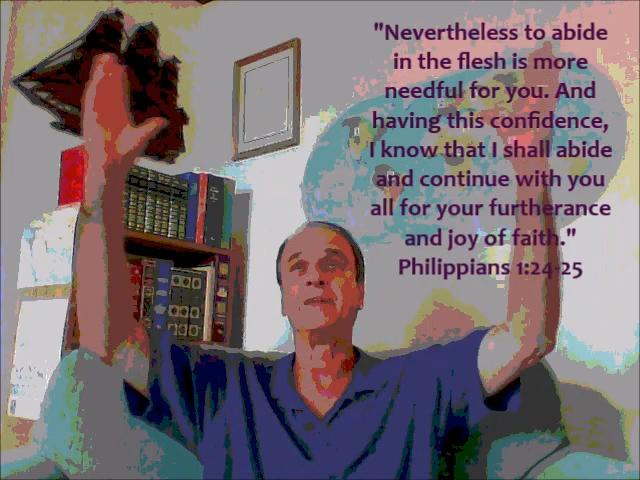 "Nevertheless to abide
in the flesh is more
needful for you. And
having this confidence,
I know that I shall abide
and continue with you
all for your furtherance
and joy of faith."
Philippians 1:24-25